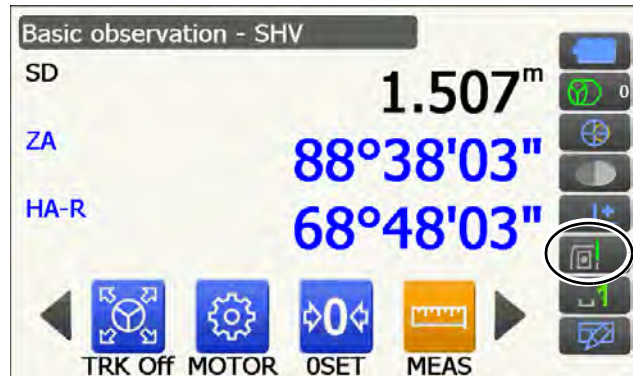 Basic observation - SHV
SD
1.507m
ZA
88°38'03"
HA-R
68°48'03"
0
TRK Off
MOTOR
0SET
MEAS